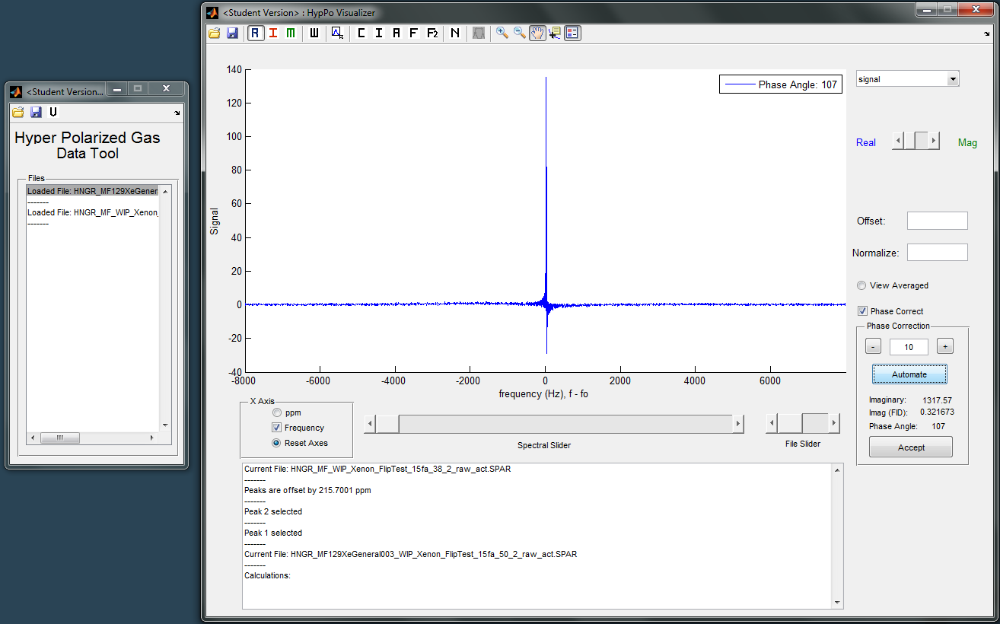 <Student Version...
U
Hyper Polarized Gas
Data Tool
Files
Loaded File: HNGR_MF129XeGener
-------
Loaded File: HNGR_MF_WIP_Xenon_
-------
<Student Version> : HypPo Visualizer
R I M W A C I A F F2 N
140
120
100
80
60
40
20
0
-20
-40
Signal
-8000 -6000 -4000 -2000 0 2000 4000 6000
frequency (Hz), f - fo
Phase Angle: 107
signal
Real Mag
Offset:
Normalize:
View Averaged
Phase Correct
Phase Correction
- 10 +
Automate
Imaginary: 1317.57
Imag (FID): 0.321673
Phase Angle: 107
Accept
X Axis
ppm
Frequency
Reset Axes
Spectral Slider
File Slider
Current File: HNGR_MF_WIP_Xenon_FlipTest_15fa_38_2_raw_act.SPAR
-------
Peaks are offset by 215.7001 ppm
-------
Peak 2 selected
-------
Peak 1 selected
-------
Current File: HNGR_MF129XeGeneral003_WIP_Xenon_FlipTest_15fa_50_2_raw_act.SPAR
-------
Calculations: